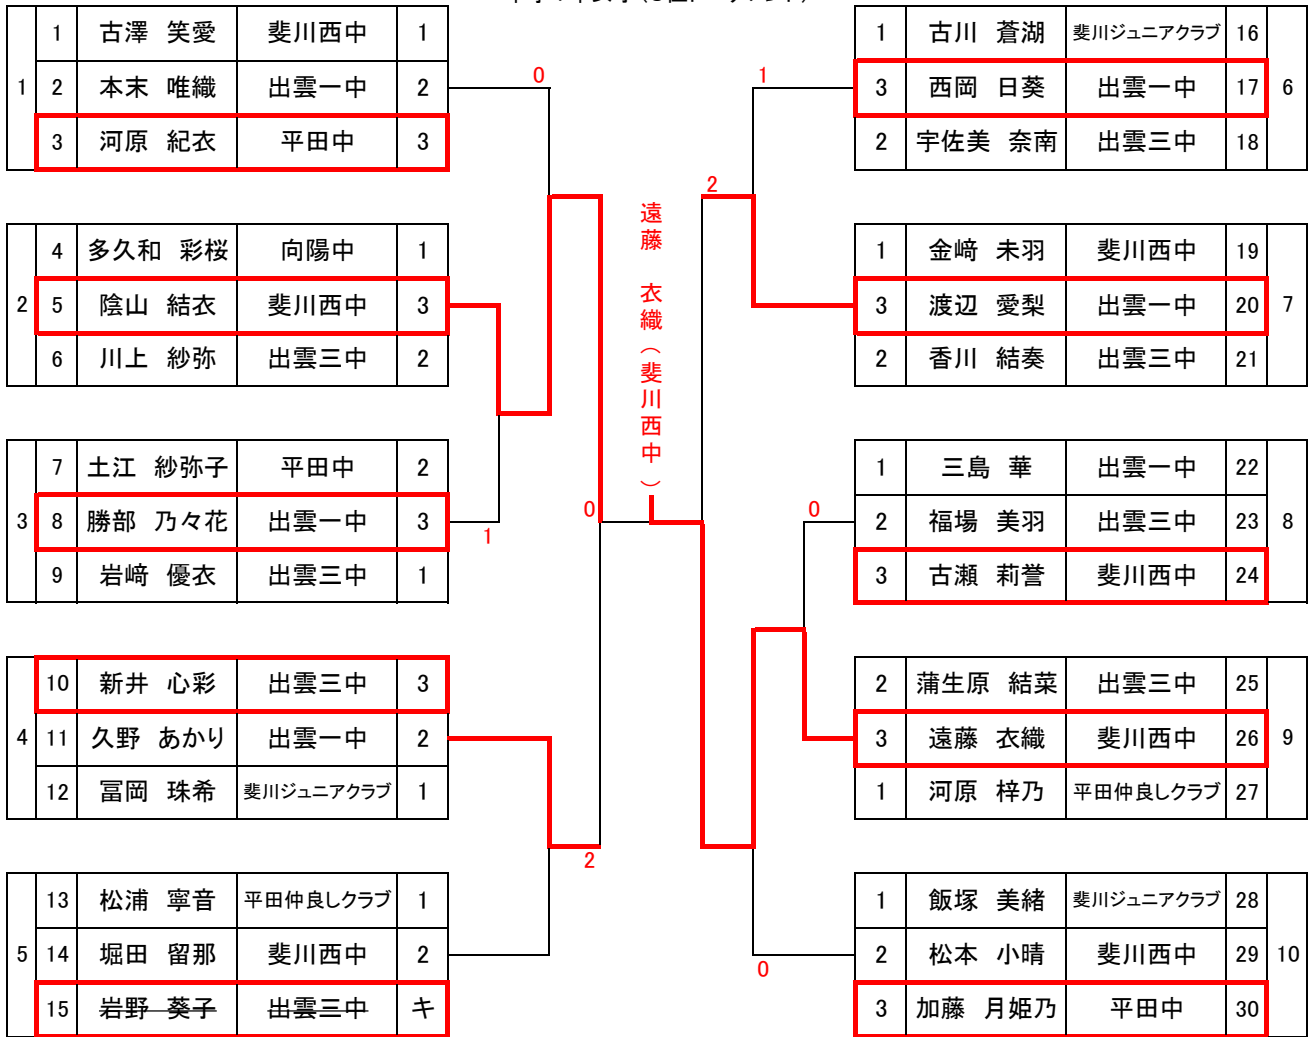 1 古澤 笑愛 斐川西中 1
1 2 本末 唯織 出雲一中 2
3 河原 紀衣 平田中 3
0
4 多久和 彩桜 向陽中 1
2 5 陰山 結衣 斐川西中 3
6 川上 紗弥 出雲三中 2
7 土江 紗弥子 平田中 2
3 8 勝部 乃々花 出雲一中 3
9 岩﨑 優衣 出雲三中 1
1
0
10 新井 心彩 出雲三中 3
4 11 久野 あかり 出雲一中 2
12 冨岡 珠希 斐川ジュニアクラブ 1
2
13 松浦 寧音 平田仲良しクラブ 1
5 14 堀田 留那 斐川西中 2
15 岩野 葵子 出雲三中 キ
遠藤 衣織(斐川西中)
1 古川 蒼湖 斐川ジュニアクラブ 16
3 西岡 日葵 出雲一中 17 6
2 宇佐美 奈南 出雲三中 18
1
2
1 金﨑 未羽 斐川西中 19
3 渡辺 愛梨 出雲一中 20 7
2 香川 結奏 出雲三中 21
1 三島 華 出雲一中 22
2 福場 美羽 出雲三中 23 8
3 古瀬 莉誉 斐川西中 24
0
2 蒲生原 結菜 出雲三中 25
3 遠藤 衣織 斐川西中 26 9
1 河原 梓乃 平田仲良しクラブ 27
1 飯塚 美緒 斐川ジュニアクラブ 28
2 松本 小晴 斐川西中 29 10
3 加藤 月姫乃 平田中 30
0